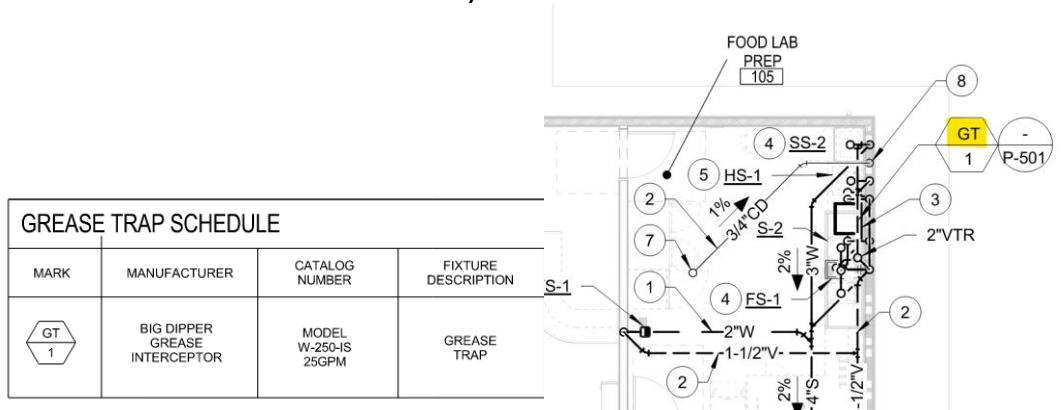 GREASE TRAP SCHEDULE
MARK
MANUFACTURER
CATALOG
NUMBER
FIXTURE
DESCRIPTION
GT
1
BIG DIPPER
GREASE
INTERCEPTOR
MODEL
W-250-IS
25GPM
GREASE
TRAP
FOOD LAB
PREP
105
8
4 SS-2
GT
1
-
P-501
5 HS-1
2
1%
3/4"CD
3
S-2
2"VTR
7
2%
3"W
S-1
1
4 FS-1
2
2"W
1-1/2"V
2
2%
4"S
1/2"V